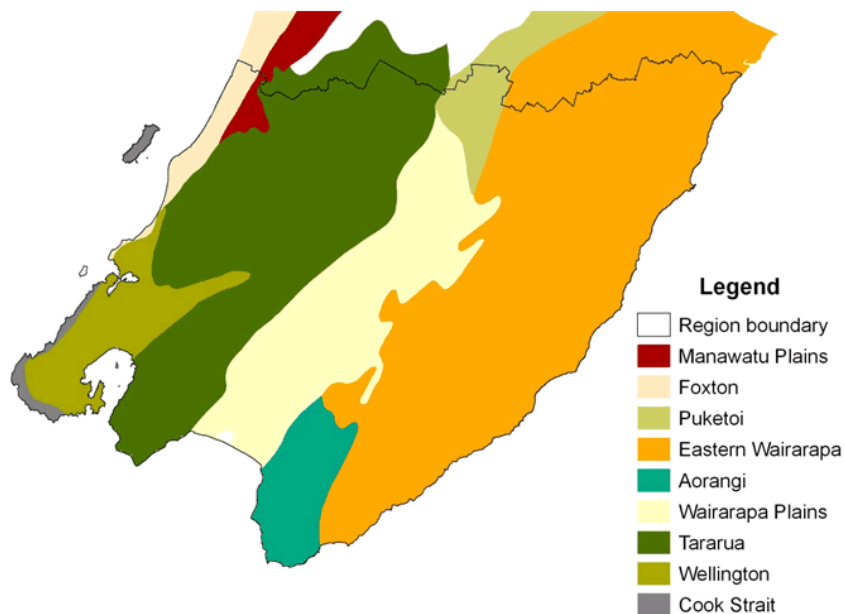 Legend
Region boundary
Manawatu Plains
Foxton
Puketoi
Eastern Wairarapa
Aorangi
Wairarapa Plains
Tararua
Wellington
Cook Strait